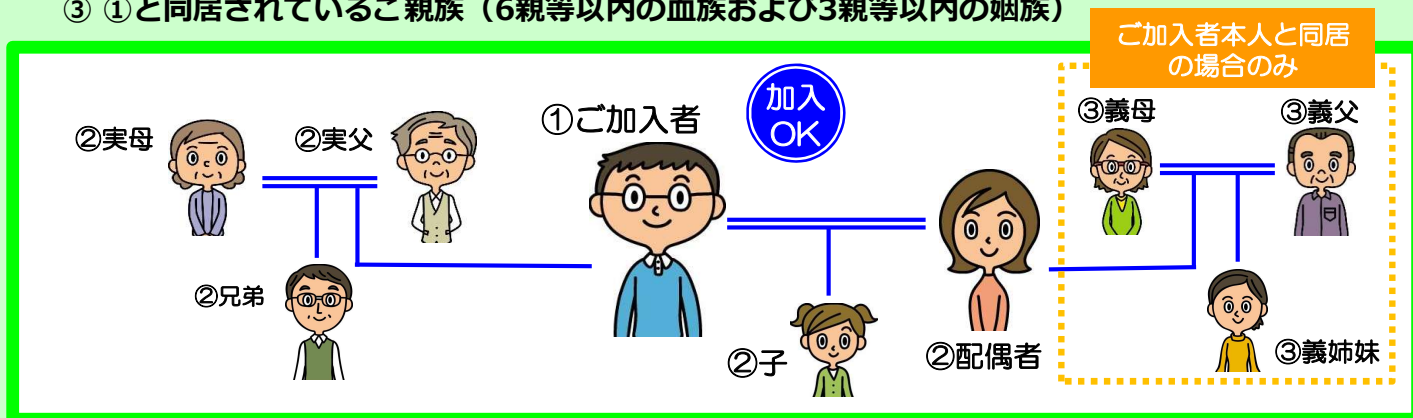 ③ ①と同居されているご親族（6親等以内の血族および3親等以内の姻族）
ご加入者本人と同居
の場合のみ
②実母
②実父
①ご加入者
加入
OK
③義母
③義父
②兄弟
②子
②配偶者
③義姉妹